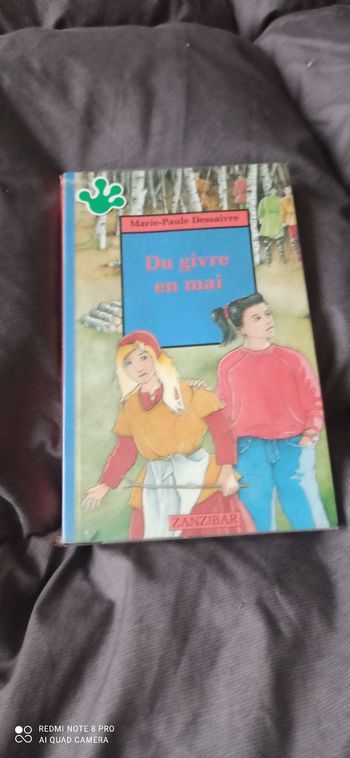 Marie-Paule Dessaivre
Du givre
en mai
ZANZIBAR
REDMI NOTE 8 PRO
AI QUAD CAMERA